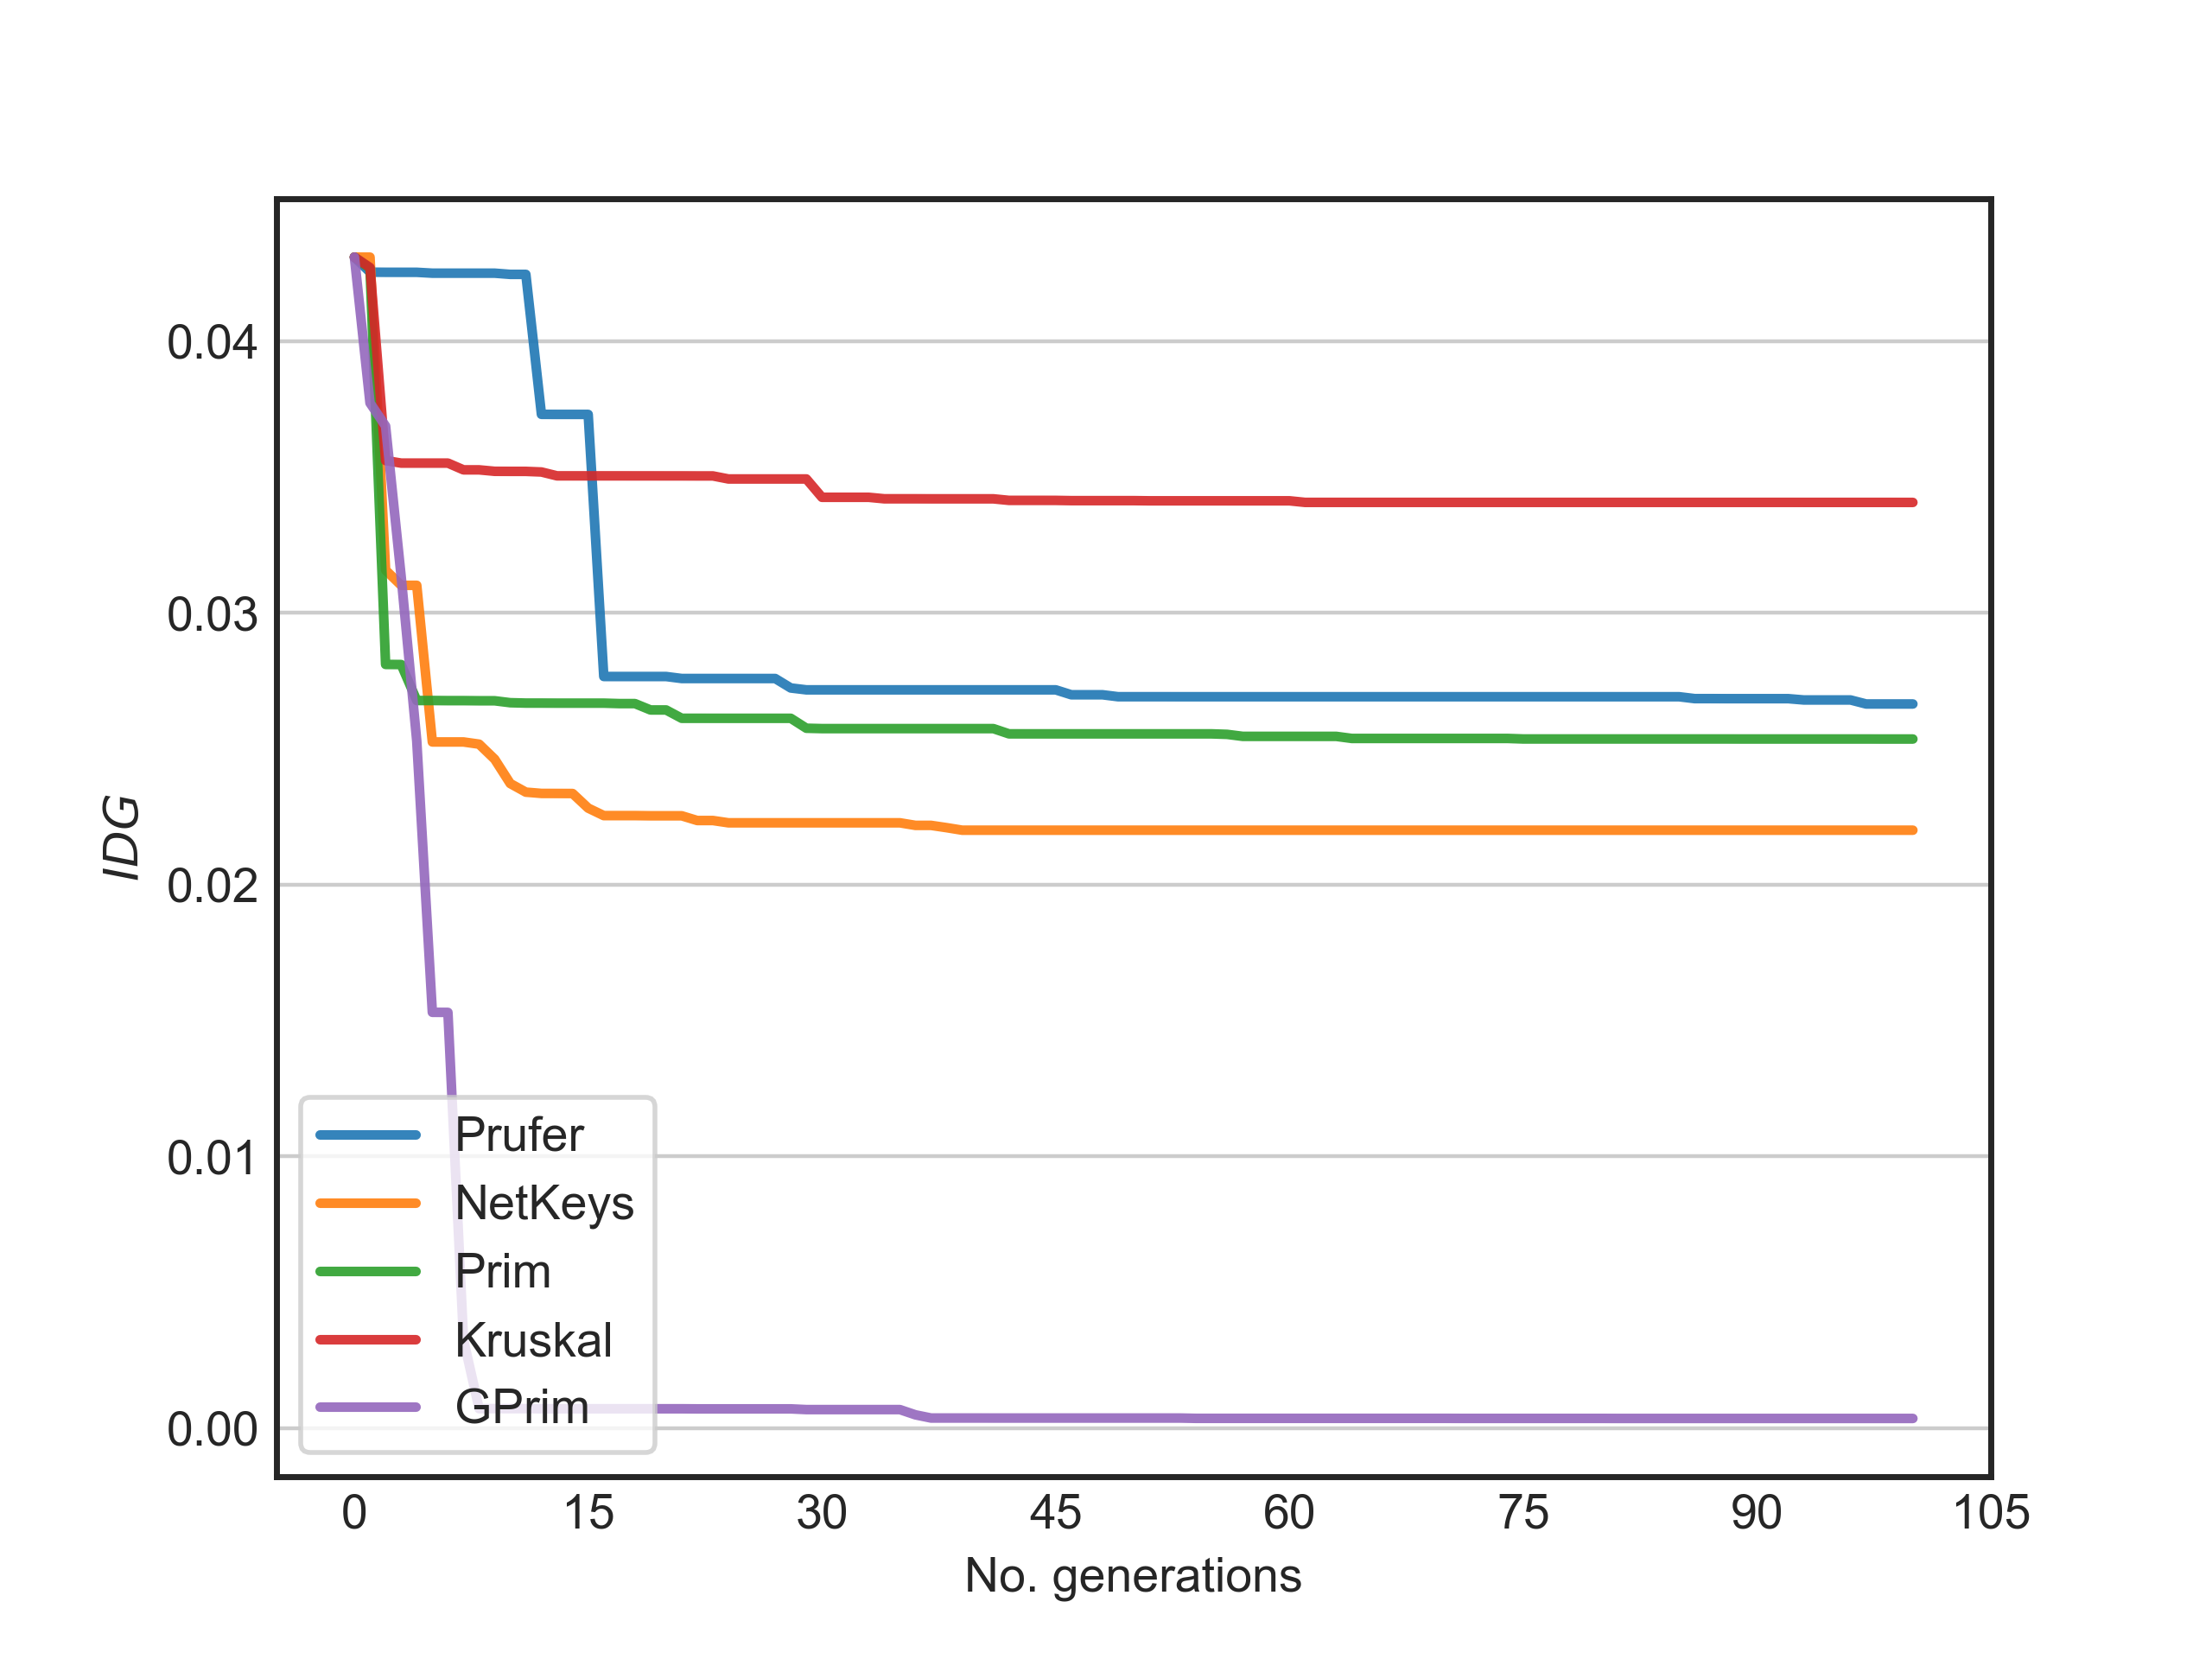 0.04
0.03
0.02
0.01
0.00
IDG
Prufer
NetKeys
Prim
Kruskal
GPrim
0 15 30 45 60 75 90 105
No. generations